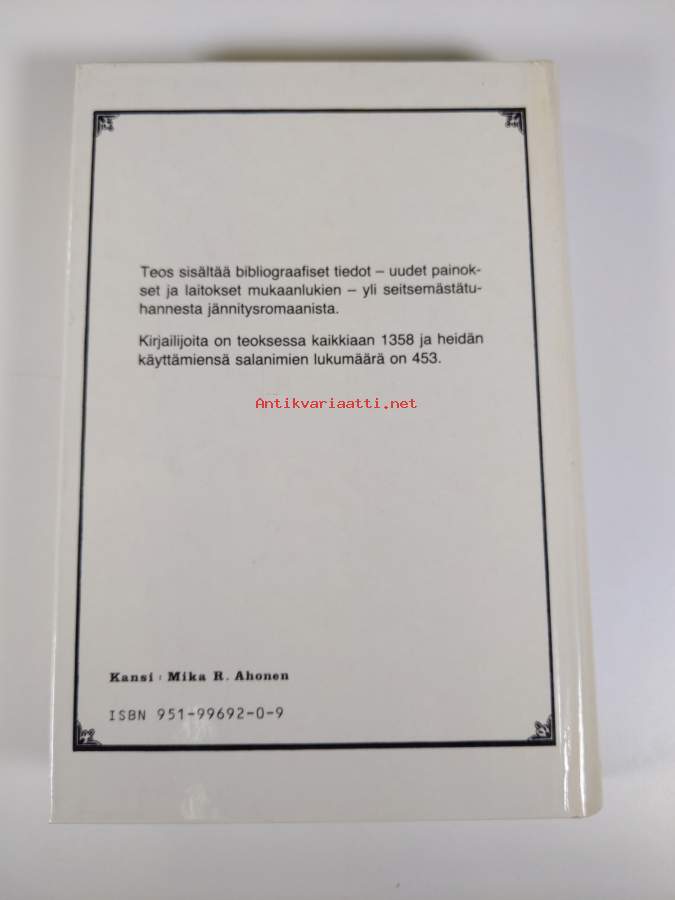 Teos sisältää bibliograafiset tiedot – uudet painok-
set ja laitokset mukaanlukien – yli seitsemästätu-
hannesta jännitysromaanista.
Kirjailijoita on teoksessa kaikkiaan 1358 ja heidän
käyttämiensä salanimien lukumäärä on 453.
Antikvariaatti.net
Kansi: Mika R. Ahonen
ISBN 951-99692-0-9